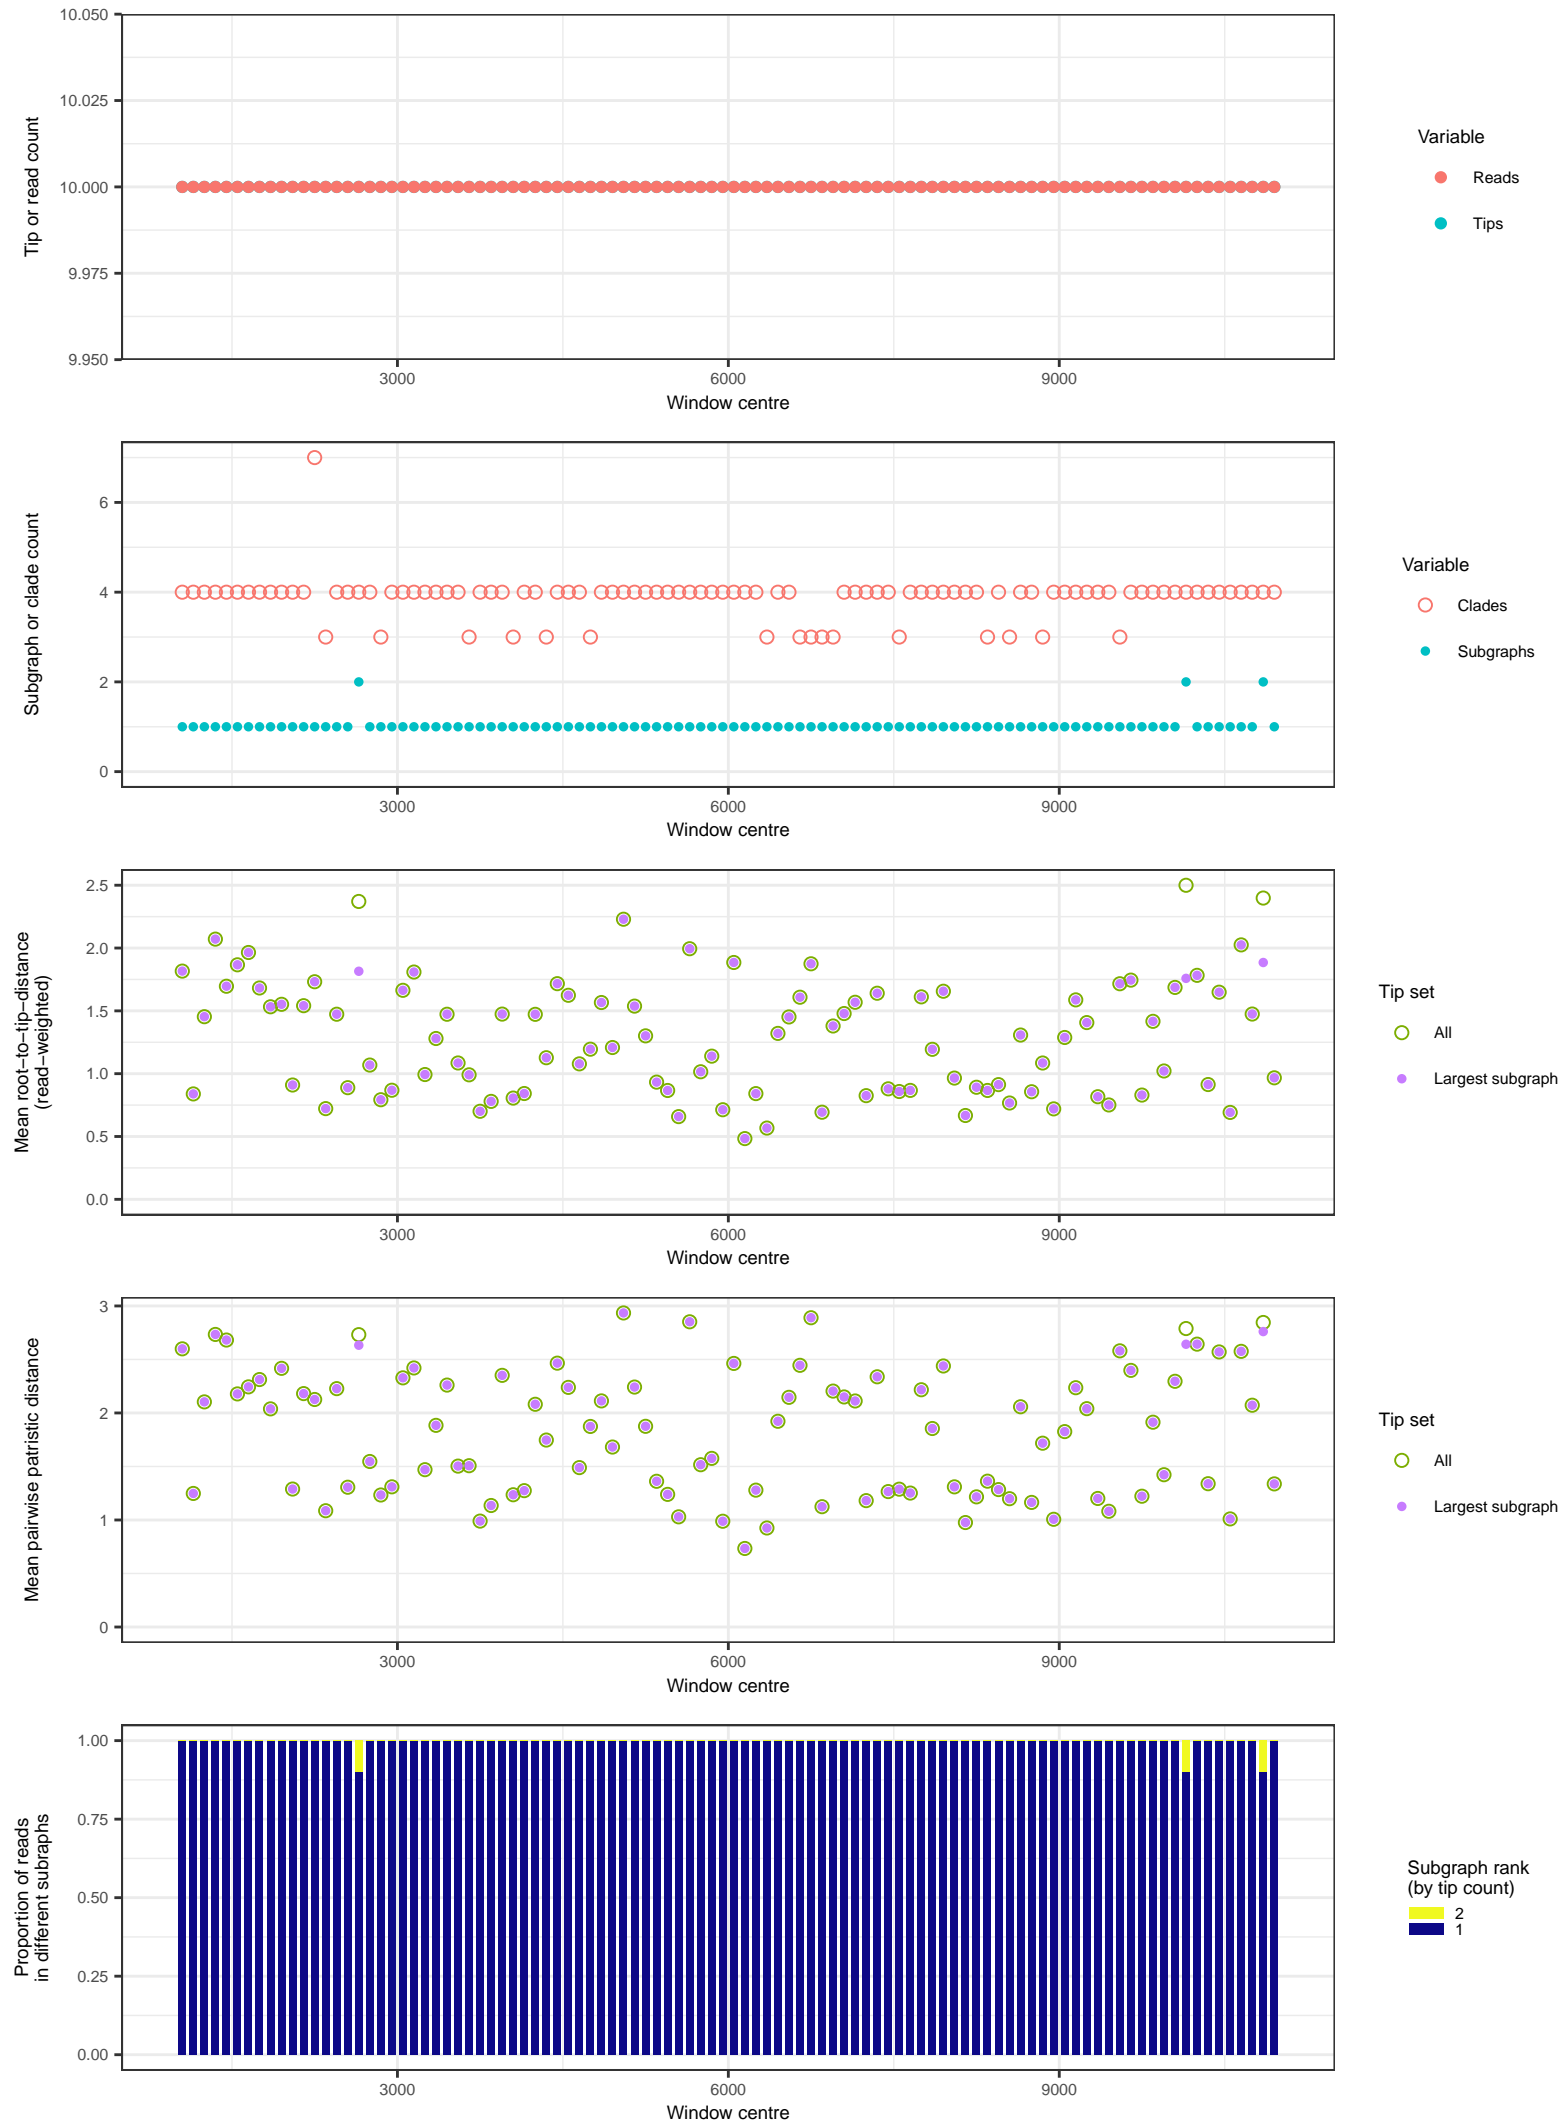 10.050
10.025
10.000
9.975
9.950
Tip or read count
3000
6000
9000
Window centre
Variable
Reads
Tips
6
4
2
0
Subgraph or clade count
3000
6000
9000
Window centre
Variable
Clades
Subgraphs
2.5
2.0
1.5
1.0
0.5
0.0
Mean root−to−tip−distance
(read−weighted)
3000
6000
9000
Window centre
Tip set
All
Largest subgraph
3
2
1
0
Mean pairwise patristic distance
3000
6000
9000
Window centre
Tip set
All
Largest subgraph
1.00
0.75
0.50
0.25
0.00
Proportion of reads
in different subraphs
3000
6000
9000
Window centre
Subgraph rank
(by tip count)
2
1